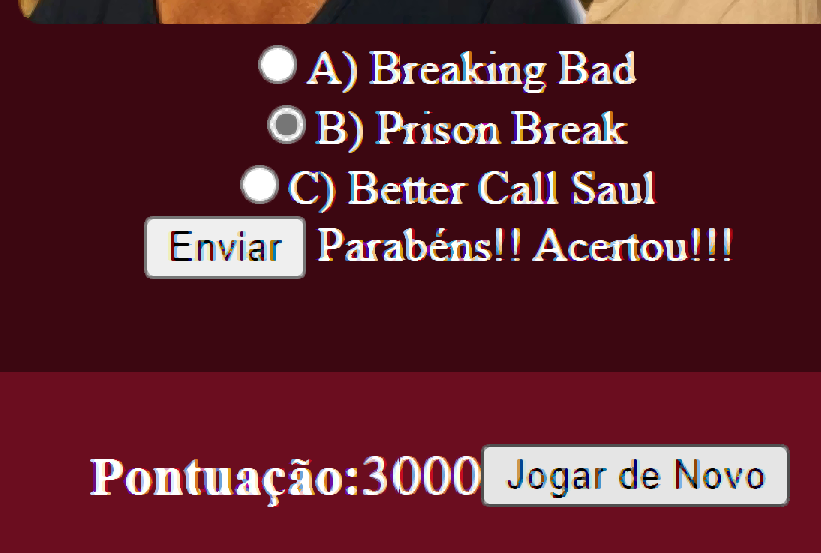 A) Breaking Bad
B) Prison Break
C) Better Call Saul
Enviar Parabéns!! Acertou!!!
Pontuação:3000 Jogar de Novo